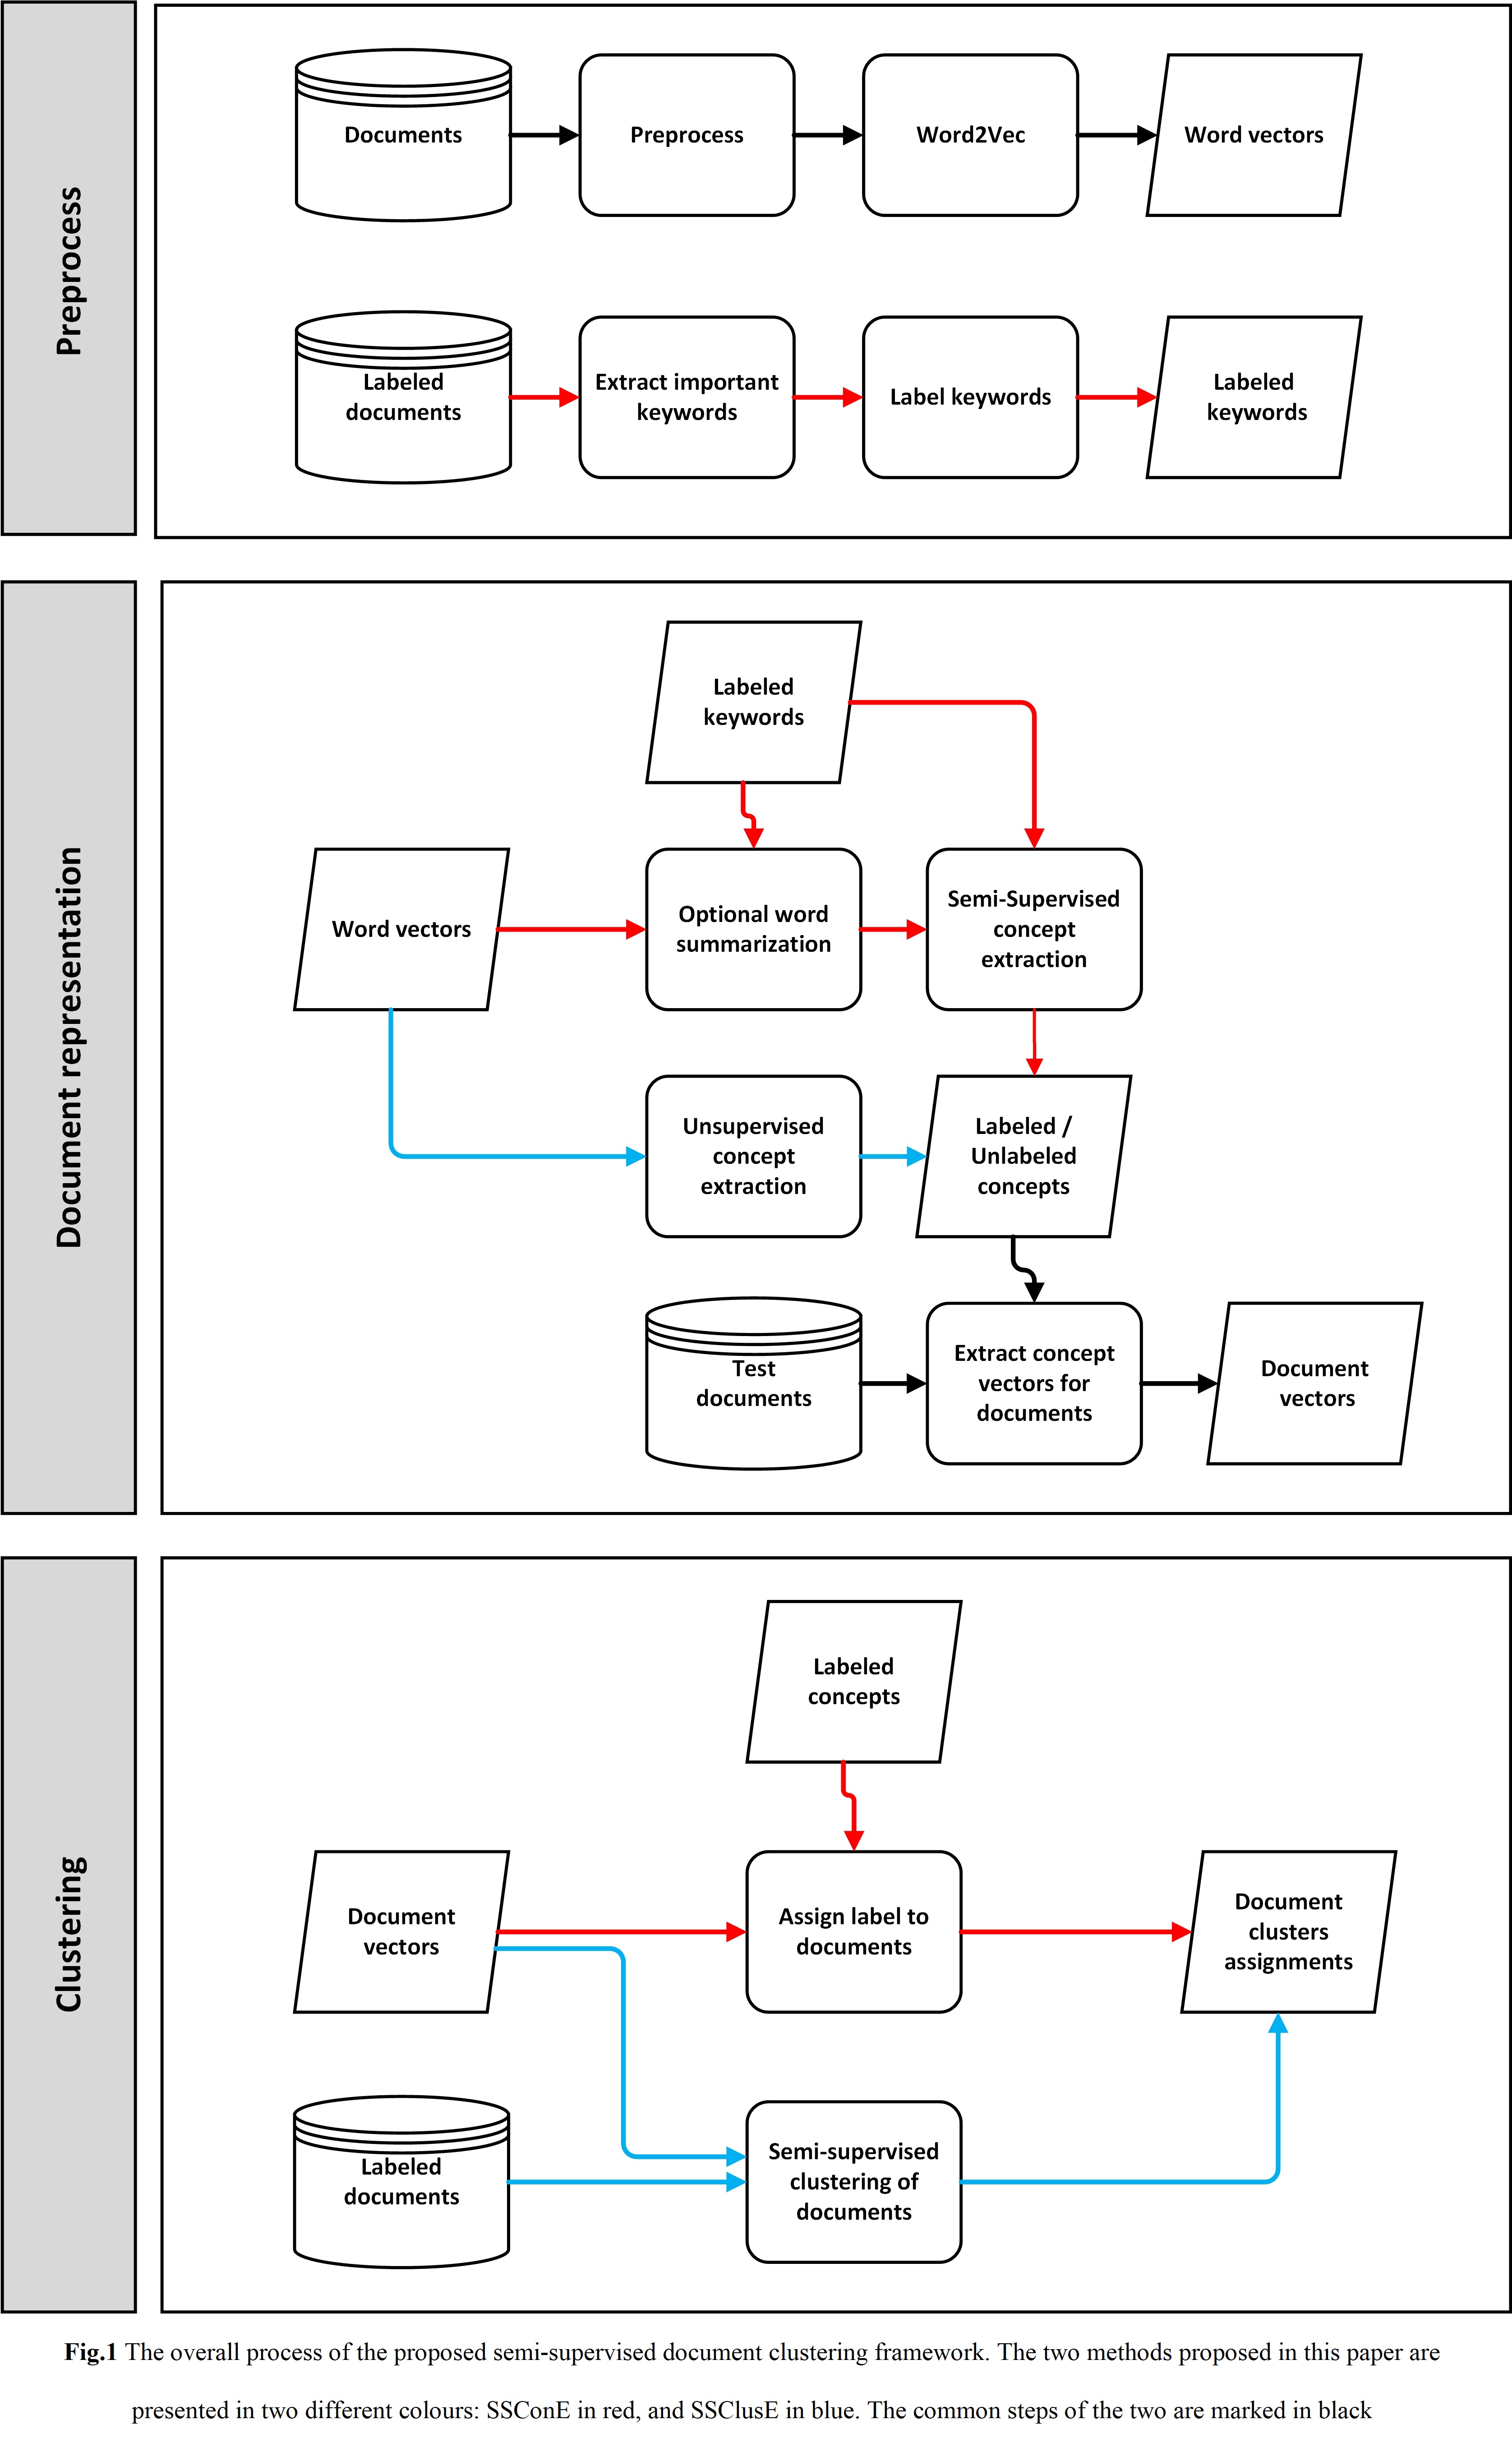 Preprocess
Documents
Preprocess
Word2Vec
Word vectors
Labeled
documents
Extract important
keywords
Label keywords
Labeled
keywords
Document representation
Labeled
keywords
Word vectors
Optional word
summarization
Semi-Supervised
concept
extraction
Unsupervised
concept
extraction
Labeled /
Unlabeled
concepts
Test
documents
Extract concept
vectors for
documents
Document
vectors
Clustering
Labeled
concepts
Document
vectors
Assign label to
documents
Document
clusters
assignments
Labeled
documents
Semi-supervised
clustering of
documents
Fig.1 The overall process of the proposed semi-supervised document clustering framework. The two methods proposed in this paper are
presented in two different colours: SSConE in red, and SSClusE in blue. The common steps of the two are marked in black